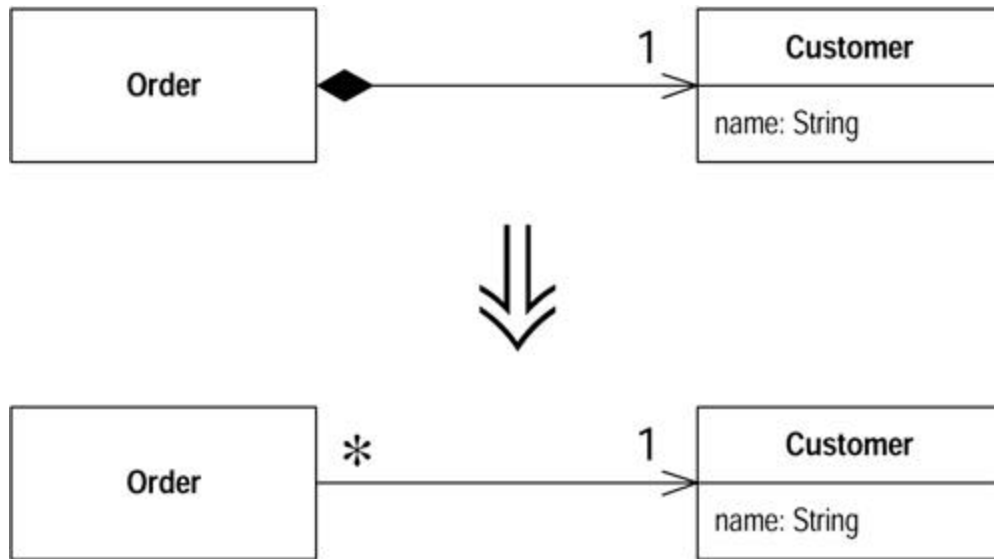 Order
1
Customer
name: String
Order
*
1
Customer
name: String